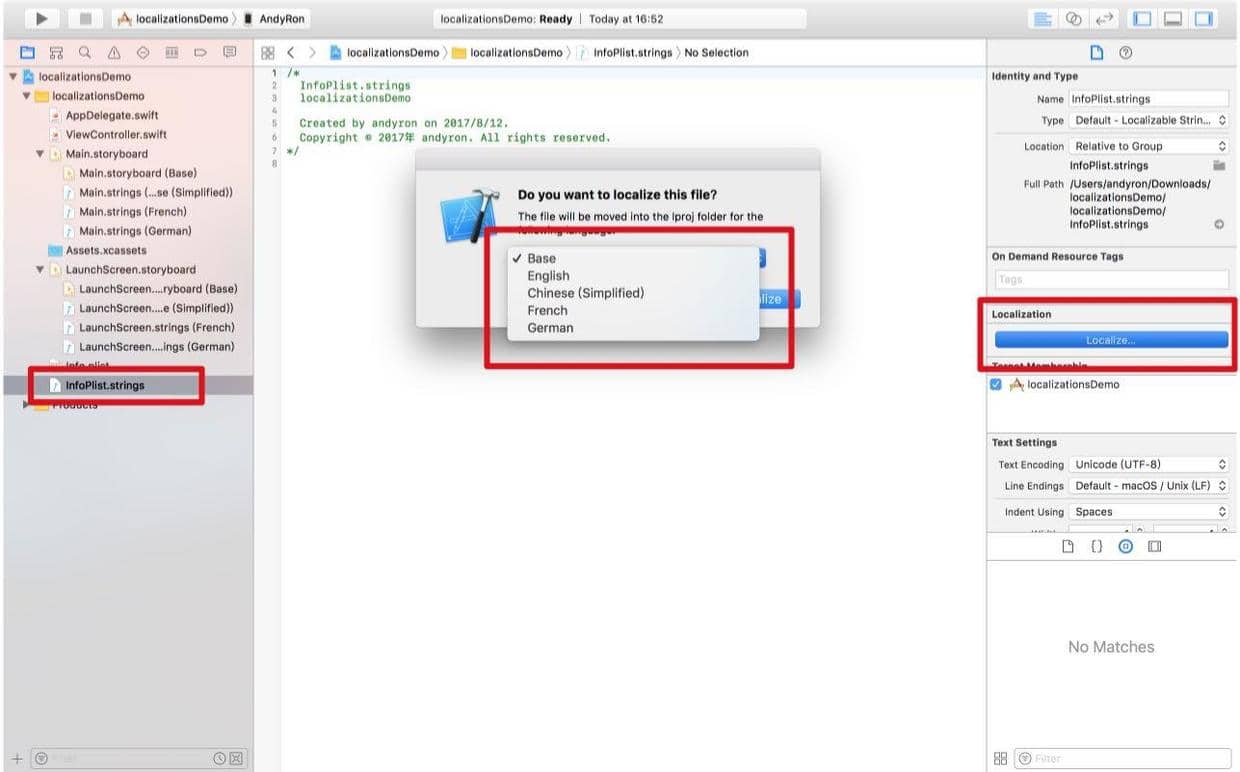 localizationsDemo 〉 AndyRon
localizationsDemo: Ready | Today at 16:52
localizationsDemo 〉 localizationsDemo 〉 InfoPlist.strings 〉 No Selection
localizationsDemo
localizationsDemo
AppDelegate.swift
ViewController.swift
Main.storyboard
Main.storyboard (Base)
Main.strings (...se (Simplified))
Main.strings (French)
Main.strings (German)
Assets.xcassets
LaunchScreen.storyboard
LaunchScreen....ryboard (Base)
LaunchScreen....e (Simplified))
LaunchScreen.strings (French)
LaunchScreen....ings (German)
Info.plist
InfoPlist.strings
Products
1 /*
2 InfoPlist.strings
3 localizationsDemo
4
5 Created by andyron on 2017/8/12.
6 Copyright © 2017年 andyron. All rights reserved.
7 */
8
Do you want to localize this file?
The file will be moved into the lproj folder for the
following language:
✓ Base
English
Chinese (Simplified)
French
German
lize
Identity and Type
Name InfoPlist.strings
Type Default - Localizable Strin...
Location Relative to Group
InfoPlist.strings
Full Path /Users/andyron/Downloads/
localizationsDemo/
localizationsDemo/
InfoPlist.strings
On Demand Resource Tags
Tags
Localization
Localize...
Target Membership
localizationsDemo
Text Settings
Text Encoding Unicode (UTF-8)
Line Endings Default - macOS / Unix (LF)
Indent Using Spaces
{}
No Matches
Filter